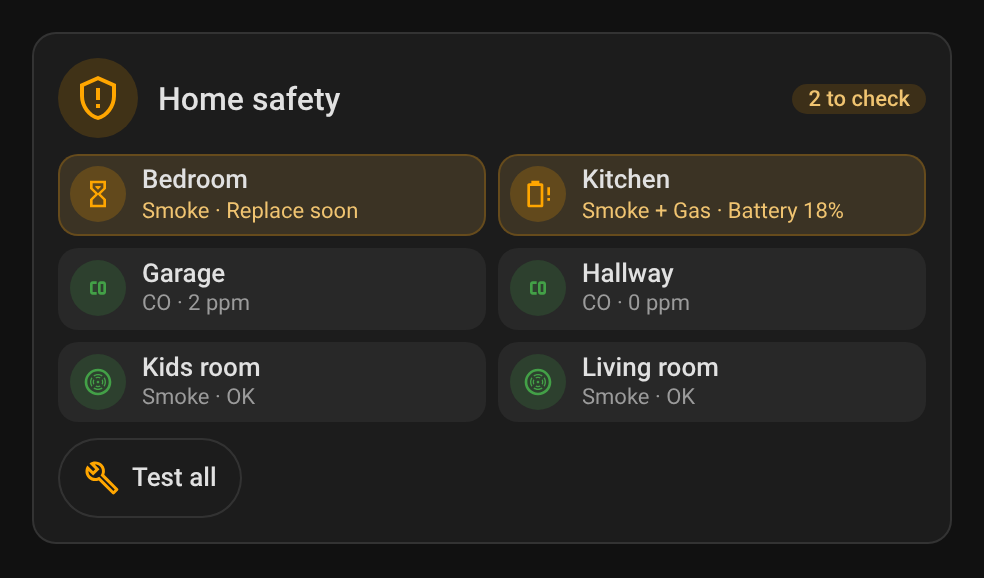 Home safety
2 to check
Bedroom
Smoke · Replace soon
Kitchen
Smoke + Gas · Battery 18%
Garage
CO · 2 ppm
CO
Hallway
CO · 0 ppm
CO
Kids room
Smoke · OK
Living room
Smoke · OK
Test all